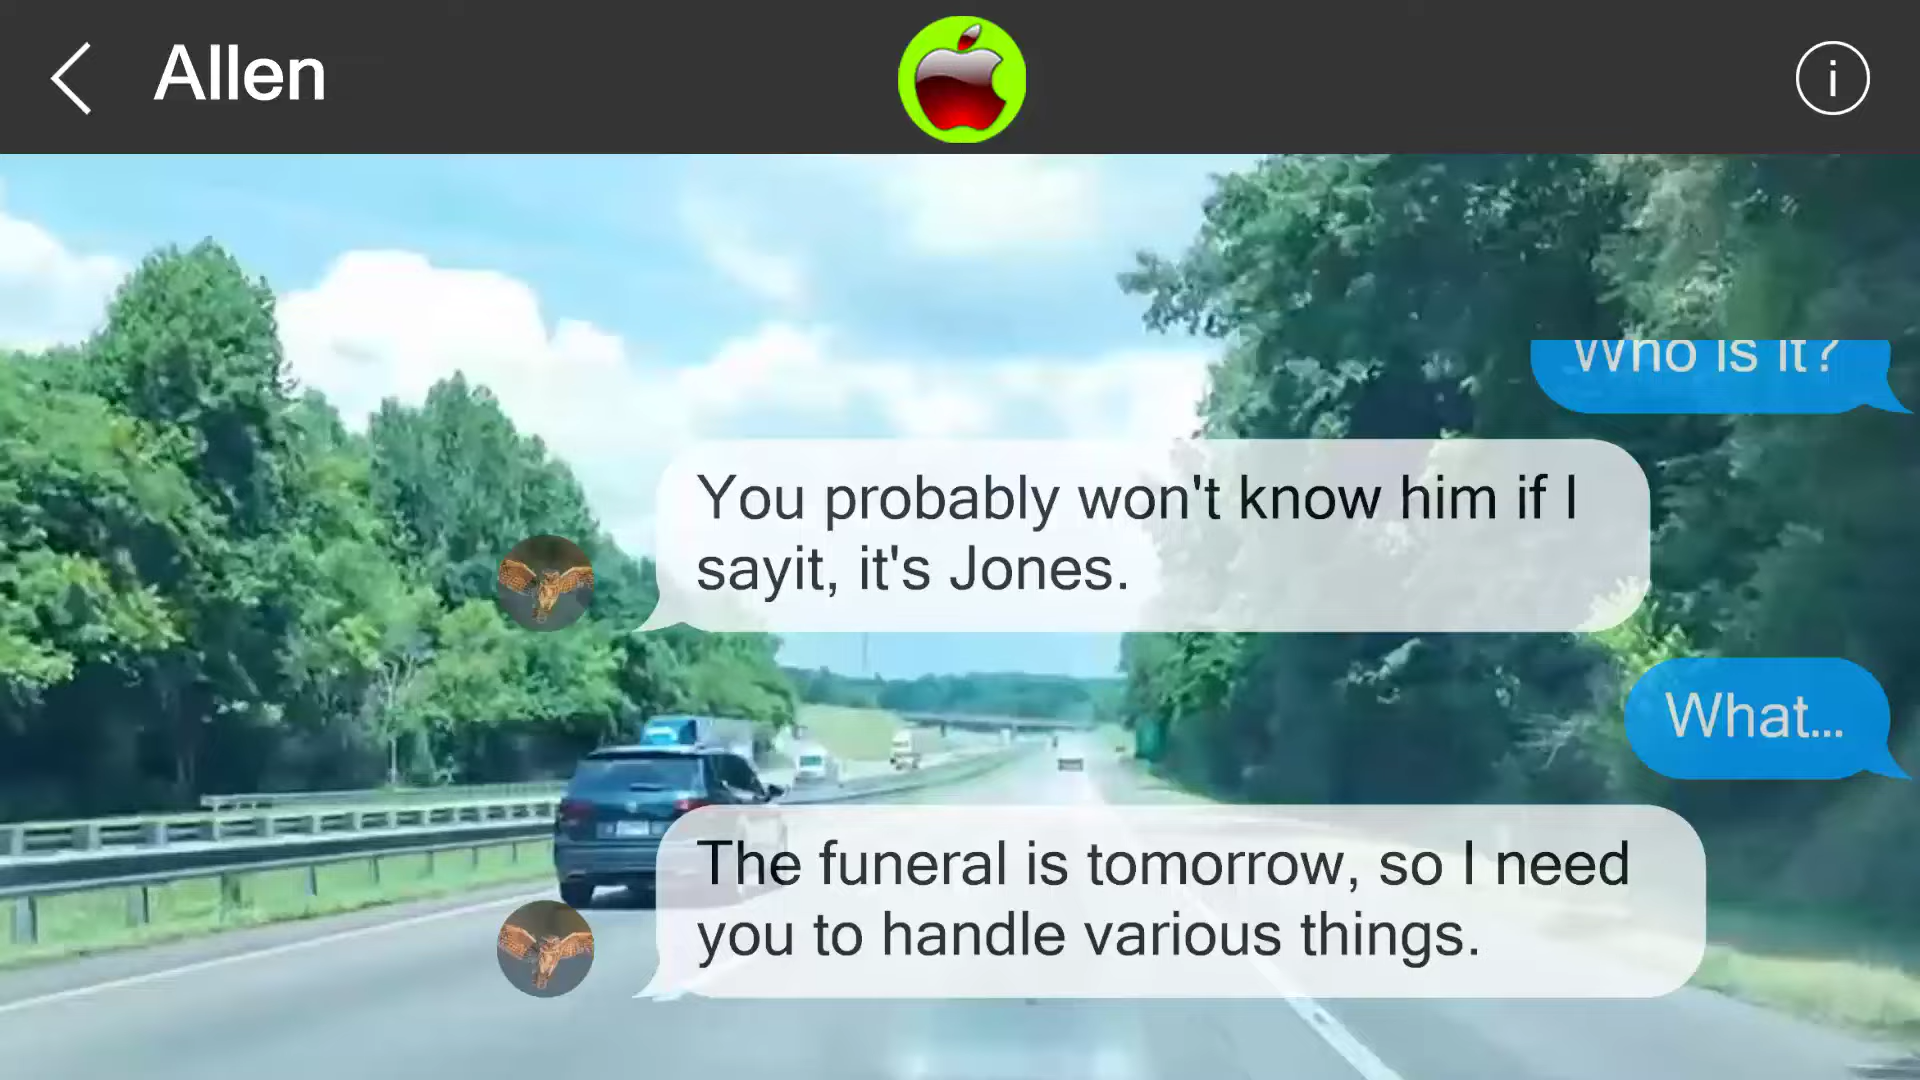 Allen
i
Who is it?
You probably won't know him if I
sayit, it's Jones.
What...
The funeral is tomorrow, so I need
you to handle various things.